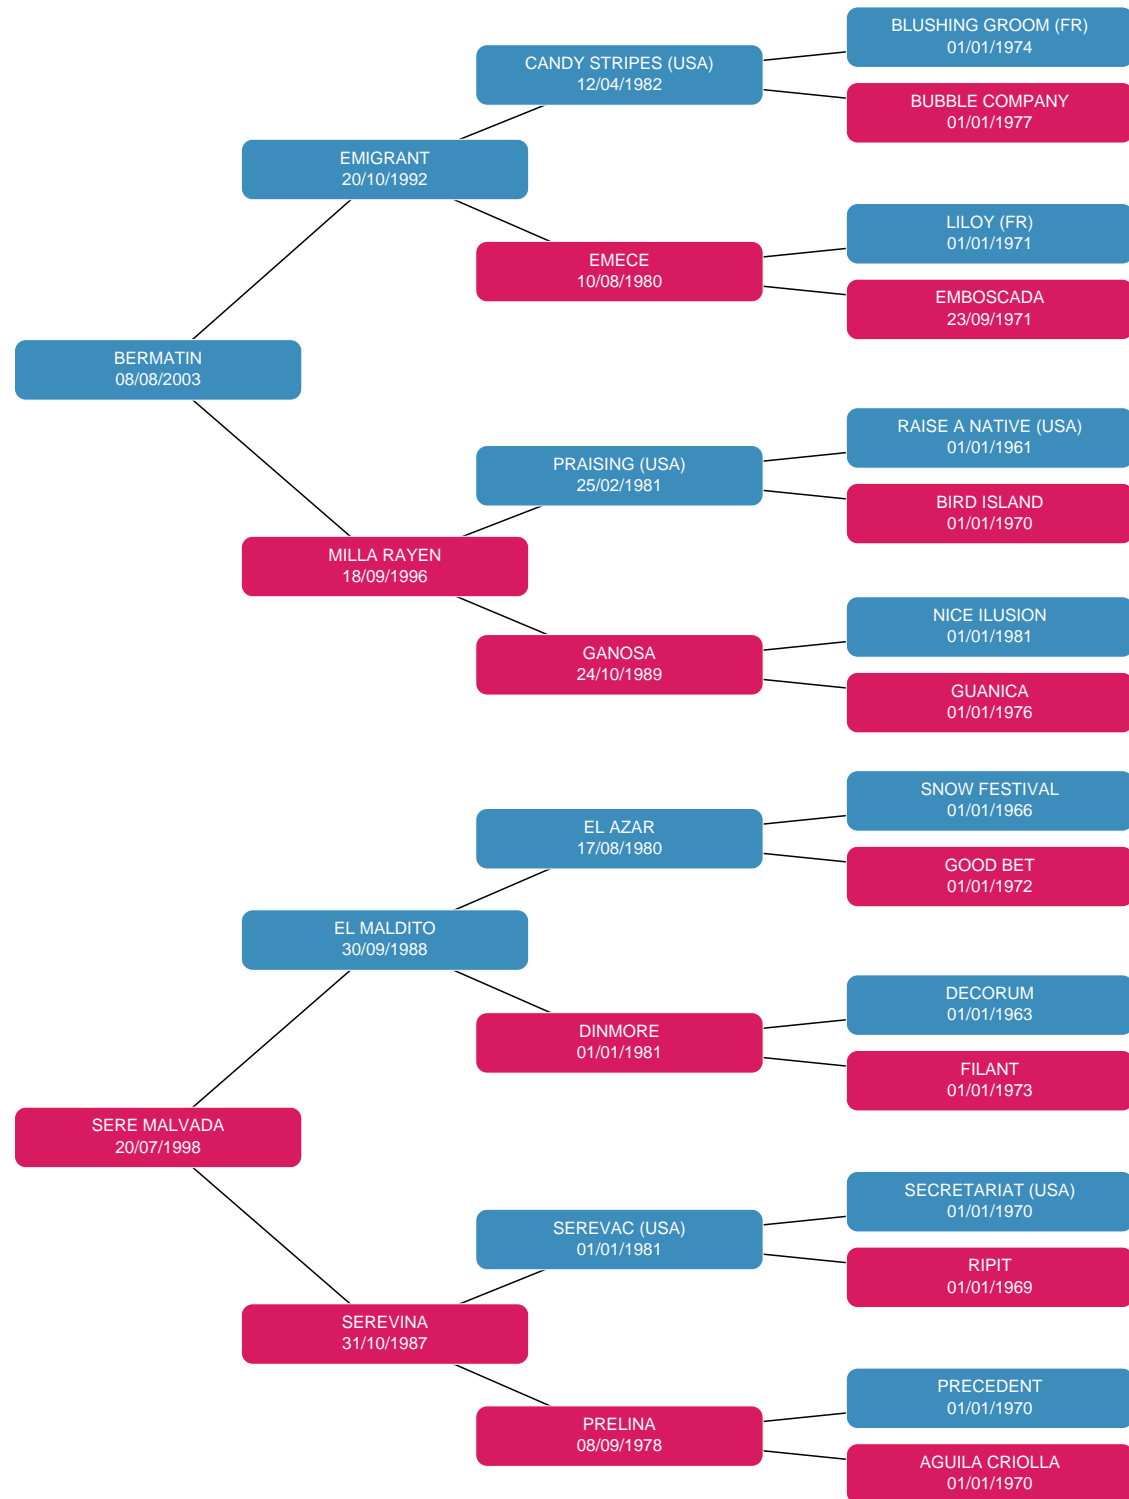 BLUSHING GROOM (FR)
01/01/1974
CANDY STRIPES (USA)
12/04/1982
BUBBLE COMPANY
01/01/1977
EMIGRANT
20/10/1992
LILOY (FR)
01/01/1971
EMECE
10/08/1980
EMBOSCADA
23/09/1971
BERMATIN
08/08/2003
RAISE A NATIVE (USA)
01/01/1961
PRAISING (USA)
25/02/1981
BIRD ISLAND
01/01/1970
MILLA RAYEN
18/09/1996
NICE ILUSION
01/01/1981
GANOSA
24/10/1989
GUANICA
01/01/1976
SNOW FESTIVAL
01/01/1966
EL AZAR
17/08/1980
GOOD BET
01/01/1972
EL MALDITO
30/09/1988
DECORUM
01/01/1963
DINMORE
01/01/1981
FILANT
01/01/1973
SERE MALVADA
20/07/1998
SECRETARIAT (USA)
01/01/1970
SEREVAC (USA)
01/01/1981
RIPIT
01/01/1969
SEREVINA
31/10/1987
PRECEDENT
01/01/1970
PRELINA
08/09/1978
AGUILA CRIOLLA
01/01/1970